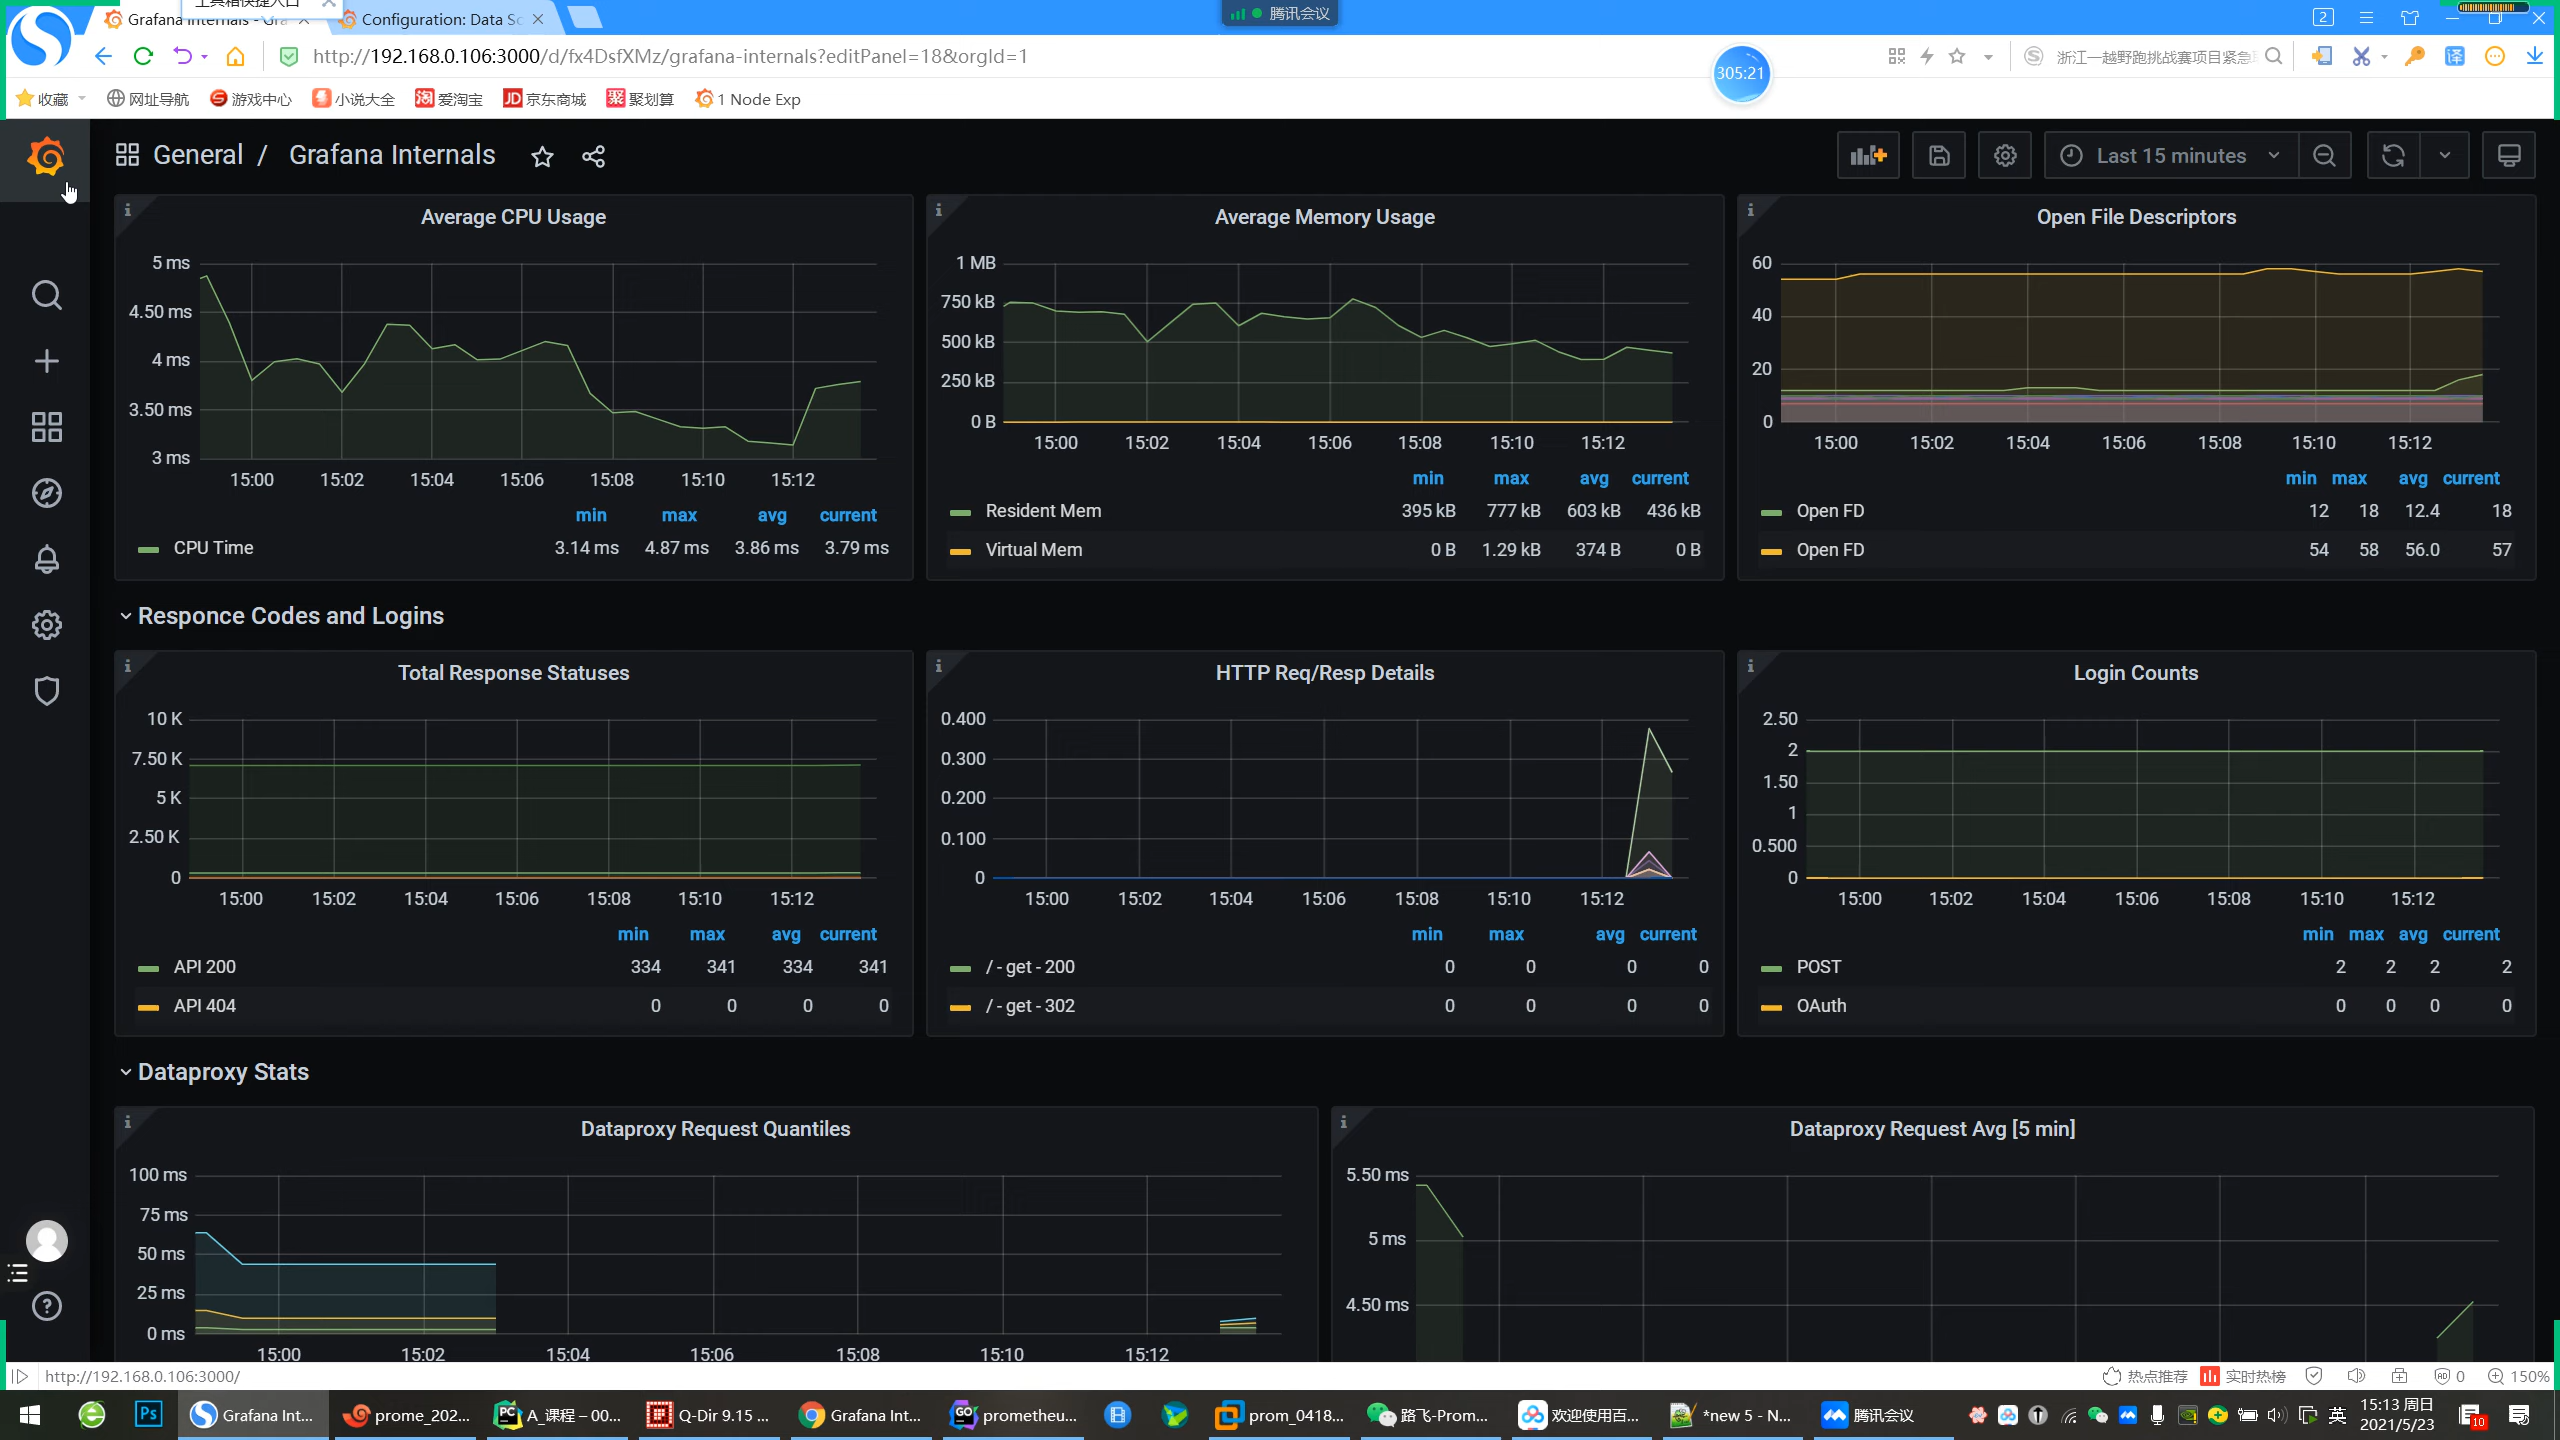 工具箱快捷入口
Grafana Internals - Gra
Configuration: Data So
腾讯会议
2
http://192.168.0.106:3000/d/fx4DsfXMz/grafana-internals?editPanel=18&orgId=1
305:21
浙江一越野跑挑战赛项目紧急
译
收藏
网址导航
游戏中心
小说大全
爱淘宝
京东商城
聚划算
1 Node Exp
General / Grafana Internals
Last 15 minutes
Average CPU Usage
5 ms
4.50 ms
4 ms
3.50 ms
3 ms
15:00 15:02 15:04 15:06 15:08 15:10 15:12
min max avg current
CPU Time 3.14 ms 4.87 ms 3.86 ms 3.79 ms
Average Memory Usage
1 MB
750 kB
500 kB
250 kB
0 B
15:00 15:02 15:04 15:06 15:08 15:10 15:12
min max avg current
Resident Mem 395 kB 777 kB 603 kB 436 kB
Virtual Mem 0 B 1.29 kB 374 B 0 B
Open File Descriptors
60
40
20
0
15:00 15:02 15:04 15:06 15:08 15:10 15:12
min max avg current
Open FD 12 18 12.4 18
Open FD 54 58 56.0 57
Responce Codes and Logins
Total Response Statuses
10 K
7.50 K
5 K
2.50 K
0
15:00 15:02 15:04 15:06 15:08 15:10 15:12
min max avg current
API 200 334 341 334 341
API 404 0 0 0 0
HTTP Req/Resp Details
0.400
0.300
0.200
0.100
0
15:00 15:02 15:04 15:06 15:08 15:10 15:12
min max avg current
/ - get - 200 0 0 0 0
/ - get - 302 0 0 0 0
Login Counts
2.50
2
1.50
1
0.500
0
15:00 15:02 15:04 15:06 15:08 15:10 15:12
min max avg current
POST 2 2 2 2
OAuth 0 0 0 0
Dataproxy Stats
Dataproxy Request Quantiles
100 ms
75 ms
50 ms
25 ms
0 ms
15:00 15:02 15:04 15:06 15:08 15:10 15:12
Dataproxy Request Avg [5 min]
5.50 ms
5 ms
4.50 ms
http://192.168.0.106:3000/
热点推荐
实时热榜
0
150%
Grafana Int...
prome_202...
A_课程 – 00...
Q-Dir 9.15 ...
Grafana Int...
prometheu...
prom_0418...
路飞-Prom...
欢迎使用百...
*new 5 - N...
腾讯会议
英
15:13 周日
2021/5/23
10